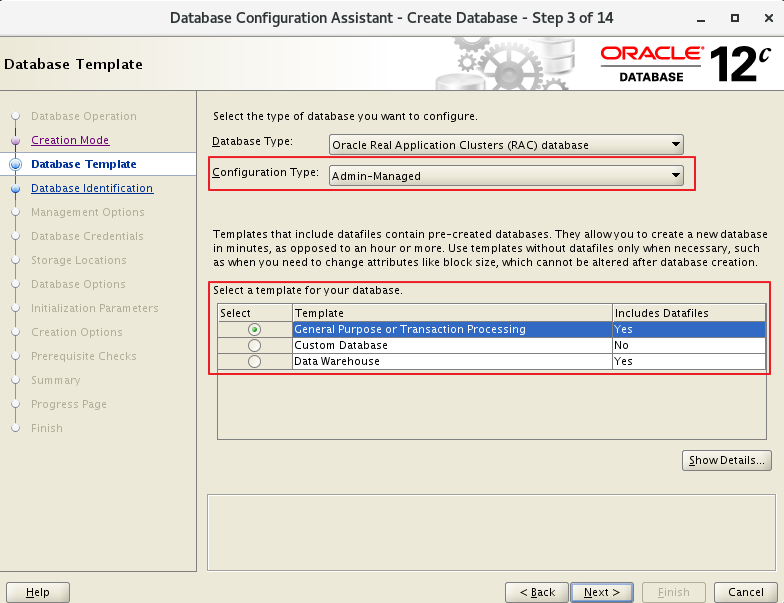 Database Configuration Assistant - Create Database - Step 3 of 14
Database Template
ORACLE
DATABASE
12c
Database Operation
Creation Mode
Database Template
Database Identification
Management Options
Database Credentials
Storage Locations
Database Options
Initialization Parameters
Creation Options
Prerequisite Checks
Summary
Progress Page
Finish
Select the type of database you want to configure.
Database Type: Oracle Real Application Clusters (RAC) database
Configuration Type: Admin-Managed
Templates that include datafiles contain pre-created databases. They allow you to create a new database
in minutes, as opposed to an hour or more. Use templates without datafiles only when necessary, such
as when you need to change attributes like block size, which cannot be altered after database creation.
Select a template for your database.
Select Template Includes Datafiles
General Purpose or Transaction Processing Yes
Custom Database No
Data Warehouse Yes
Show Details...
Help < Back Next > Finish Cancel